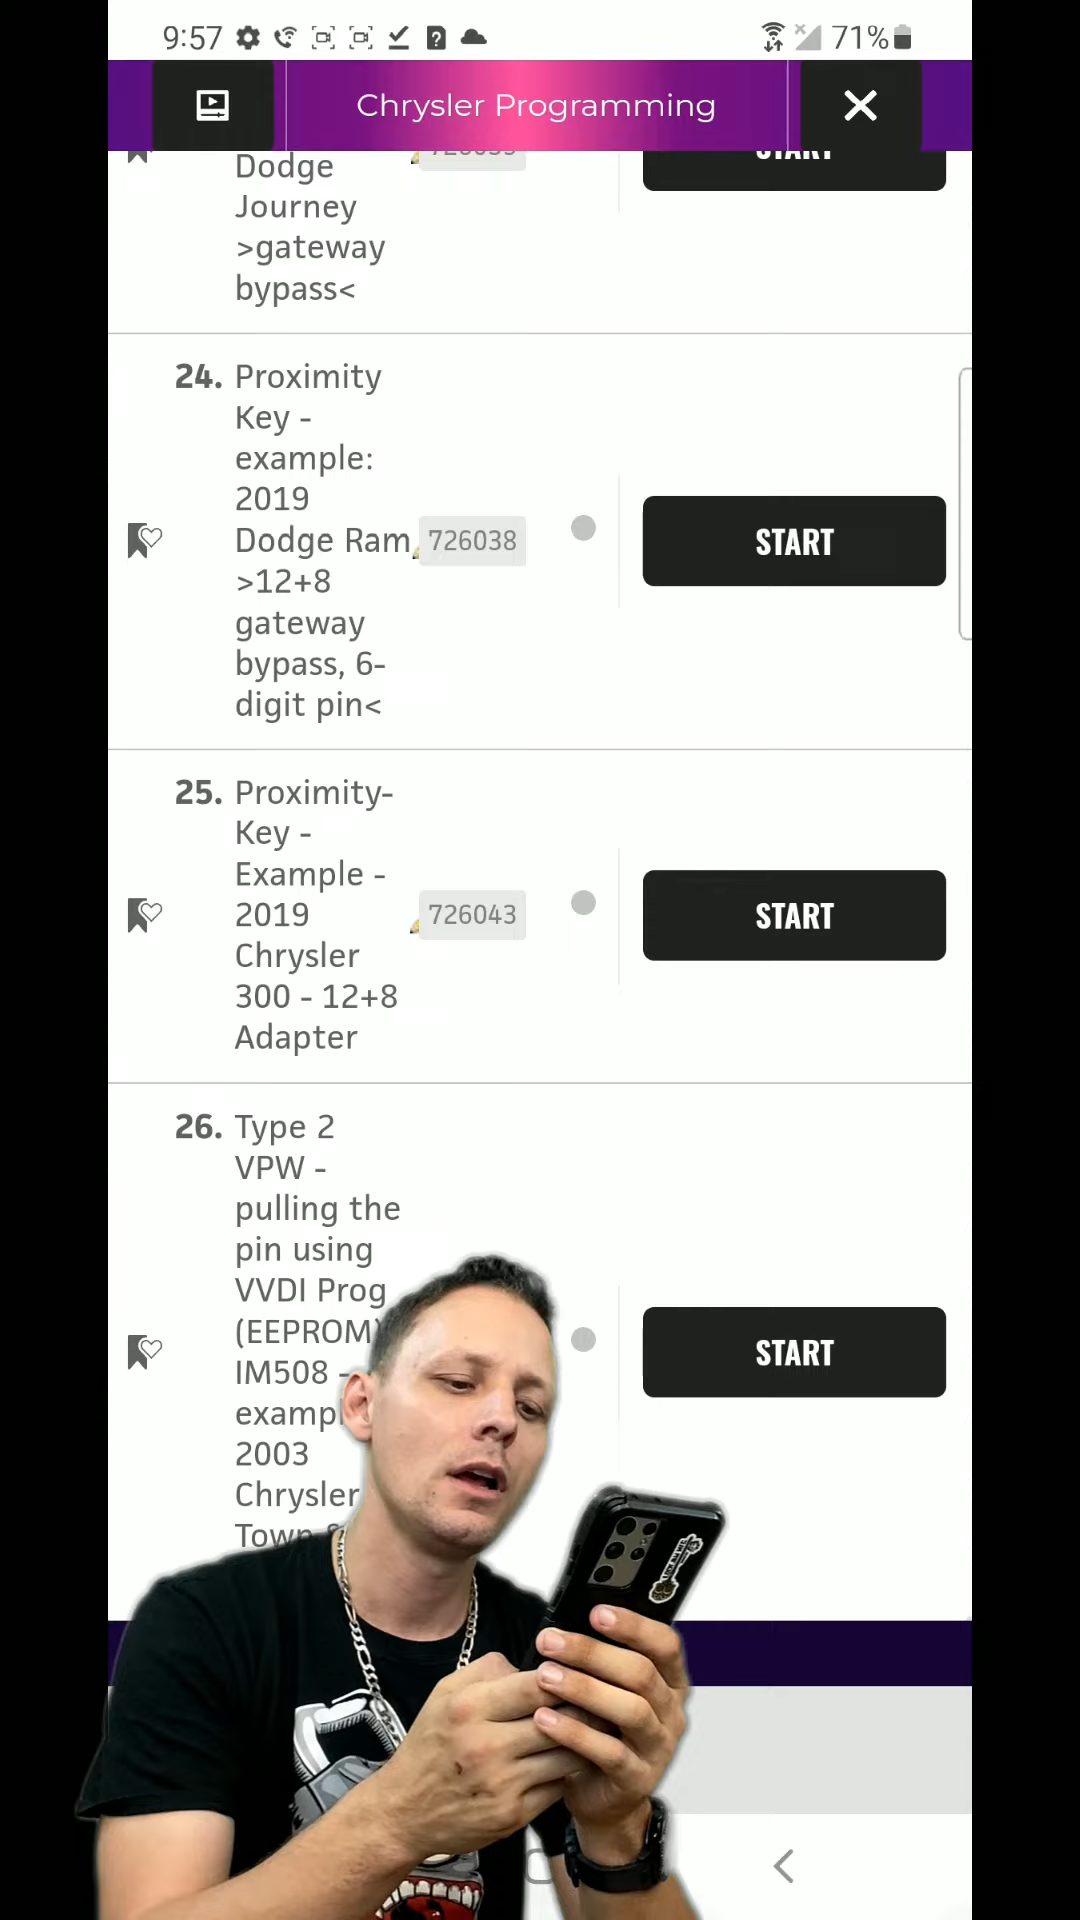 9:57
71%
Chrysler Programming
START
Dodge
Journey
>gateway
bypass<
24. Proximity
Key -
example:
2019
Dodge Ram
>12+8
gateway
bypass, 6-
digit pin<
726038
START
25. Proximity-
Key -
Example -
2019
Chrysler
300 - 12+8
Adapter
726043
START
26. Type 2
VPW -
pulling the
pin using
VVDI Prog
(EEPROM)
IM508 -
2003
Chrysler
START